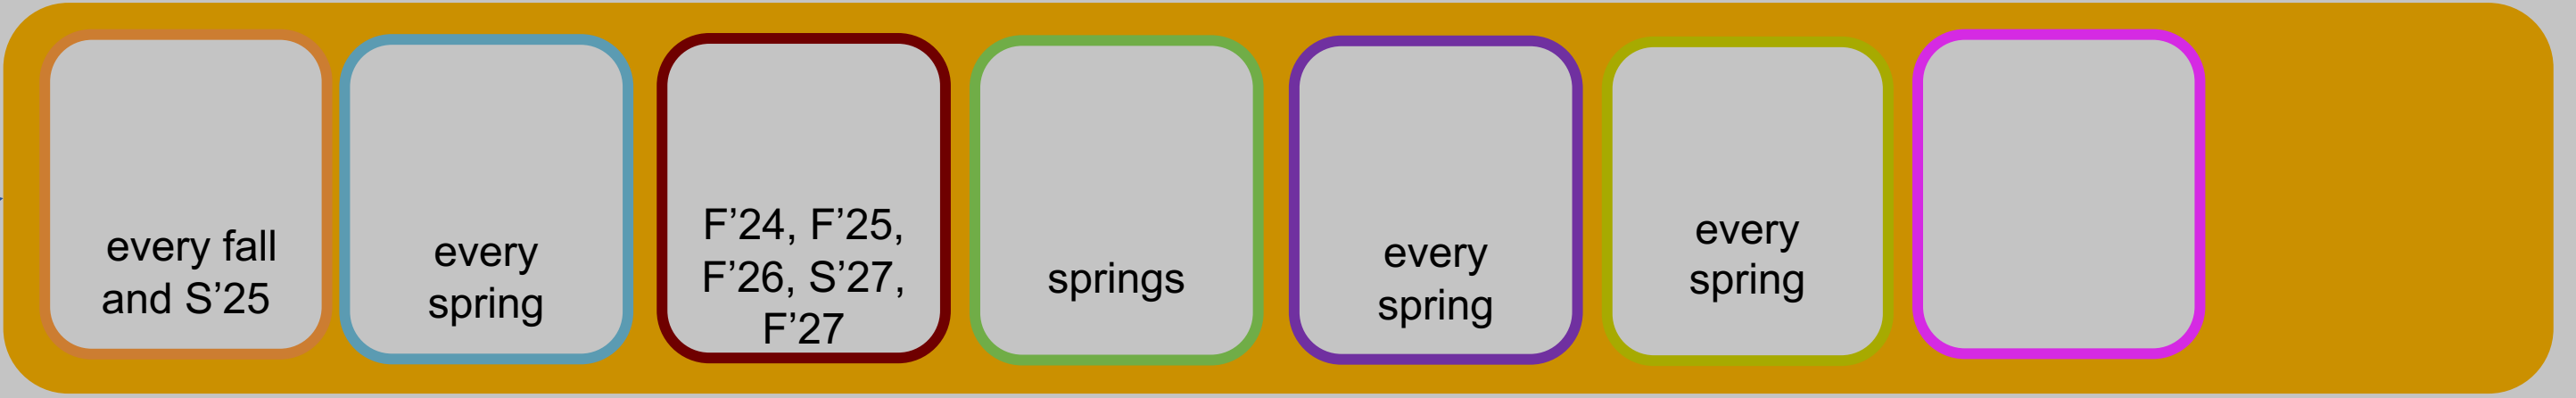 every fall
and S’25
every
spring
F’24, F’25,
F’26, S’27,
F’27
springs
every
spring
every
spring